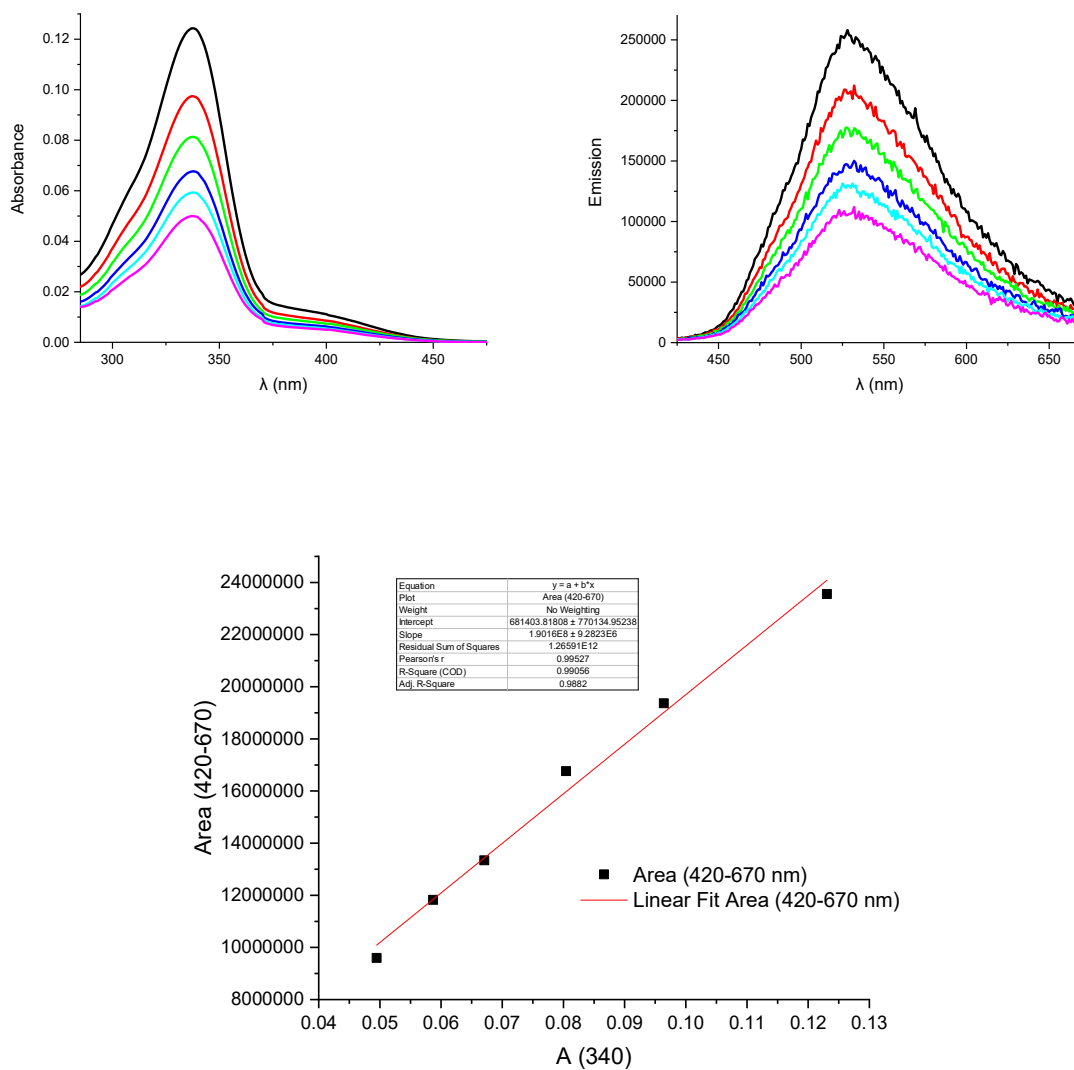 0.12
0.10
0.08
0.06
0.04
0.02
0.00
Absorbance
300 350 400 450
λ (nm)
250000
200000
150000
100000
50000
0
Emission
450 500 550 600 650
λ (nm)
24000000
22000000
20000000
18000000
16000000
14000000
12000000
10000000
8000000
Area (420-670)
Equation y = a + b*x
Plot Area (420-670)
Weight No Weighting
Intercept 681403.81808 ± 770134.95238
Slope 1.9016E8 ± 9.2823E6
Residual Sum of Squares 1.26591E12
Pearson's r 0.99527
R-Square (COD) 0.99056
Adj. R-Square 0.9882
Area (420-670 nm)
Linear Fit Area (420-670 nm)
0.04 0.05 0.06 0.07 0.08 0.09 0.10 0.11 0.12 0.13
A (340)